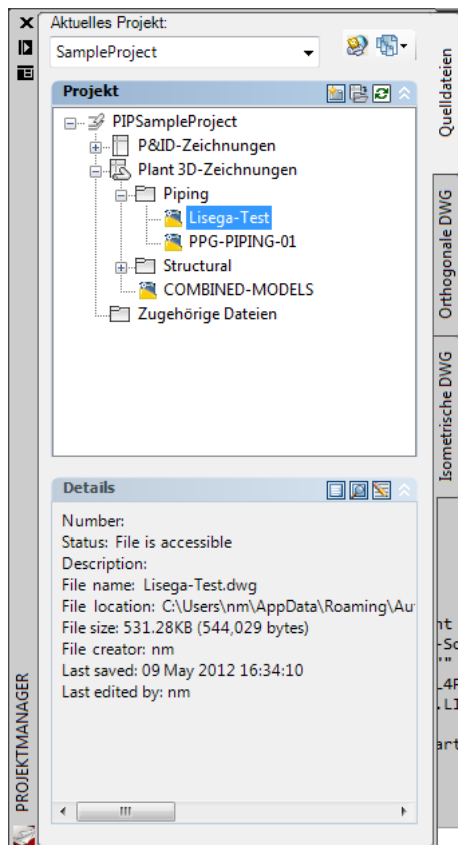 Aktuelles Projekt:
SampleProject
Projekt
PIPSampleProject
P&ID-Zeichnungen
Plant 3D-Zeichnungen
Piping
Lisega-Test
PPG-PIPING-01
Structural
COMBINED-MODELS
Zugehörige Dateien
Details
Number:
Status: File is accessible
Description:
File name: Lisega-Test.dwg
File location: C:\Users\nm\AppData\Roaming\Au
File size: 531.28KB (544,029 bytes)
File creator: nm
Last saved: 09 May 2012 16:34:10
Last edited by: nm
PROJEKTMANAGER
Quelldateien
Orthogonale DWG
Isometrische DWG